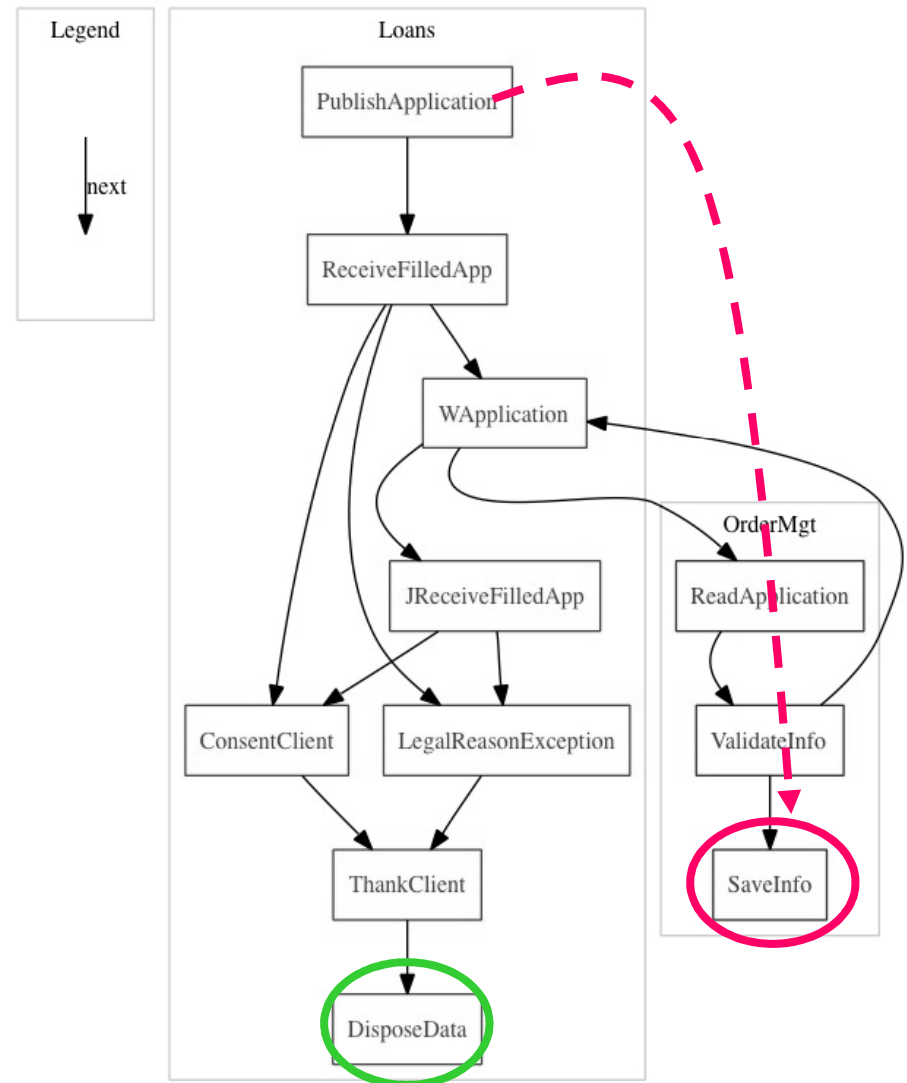 Legend
next
Loans
PublishApplication
ReceiveFilledApp
WApplication
JReceiveFilledApp
ConsentClient
LegalReasonException
ThankClient
DisposeData
OrderMgt
ReadApplication
ValidateInfo
SaveInfo